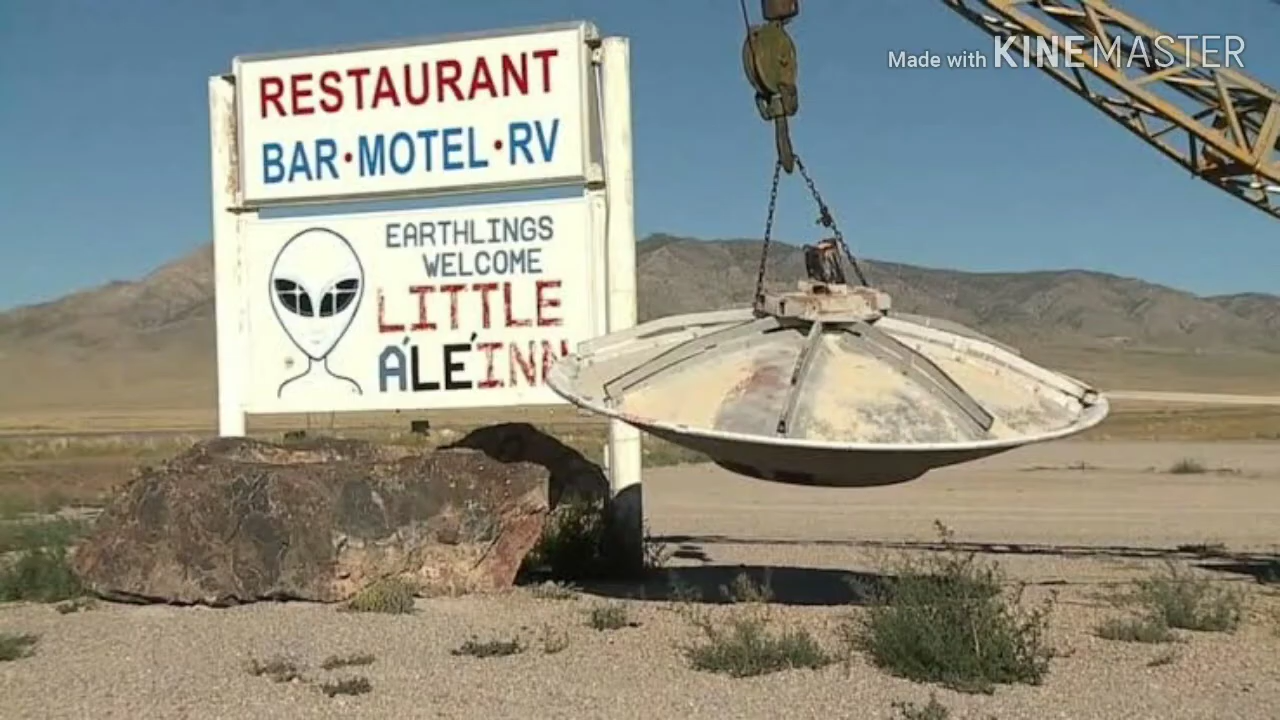 Made with KINEMASTER
RESTAURANT
BAR•MOTEL•RV
EARTHLINGS
WELCOME
LITTLE
A'LE'INN